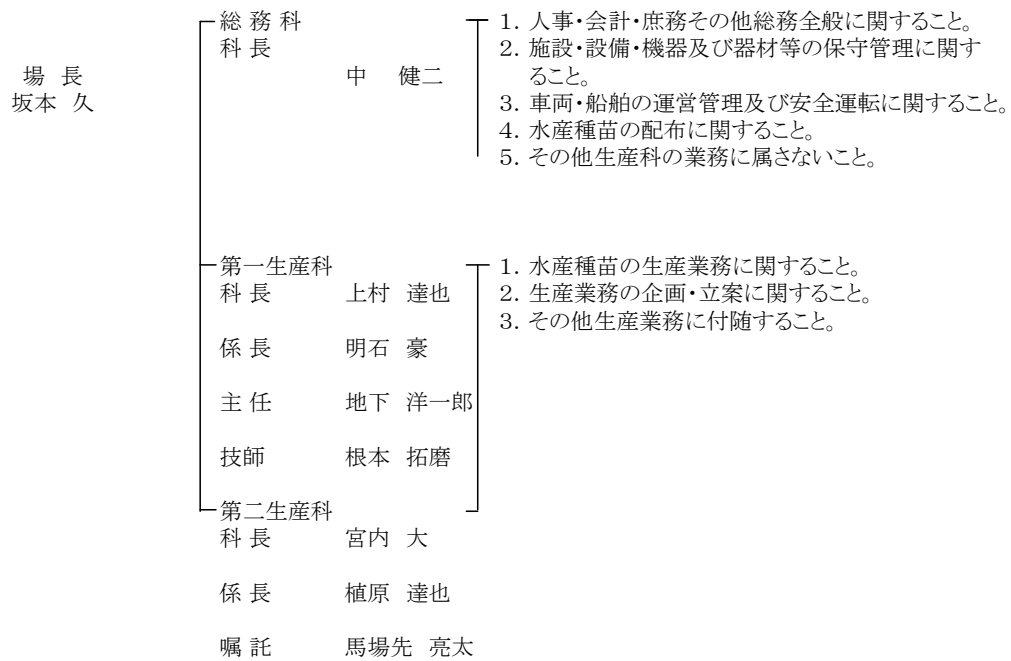 場 長
坂本 久
総 務 科
科 長
中 健二
1. 人事・会計・庶務その他総務全般に関すること。
2. 施設・設備・機器及び器材等の保守管理に関す
ること。
3. 車両・船舶の運営管理及び安全運転に関すること。
4. 水産種苗の配布に関すること。
5. その他生産科の業務に属さないこと。
第一生産科
科 長 上村 達也
係 長 明石 豪
主 任 地下 洋一郎
技師 根本 拓磨
1. 水産種苗の生産業務に関すること。
2. 生産業務の企画・立案に関すること。
3. その他生産業務に付随すること。
第二生産科
科 長 宮内 大
係 長 植原 達也
嘱 託 馬場先 亮太